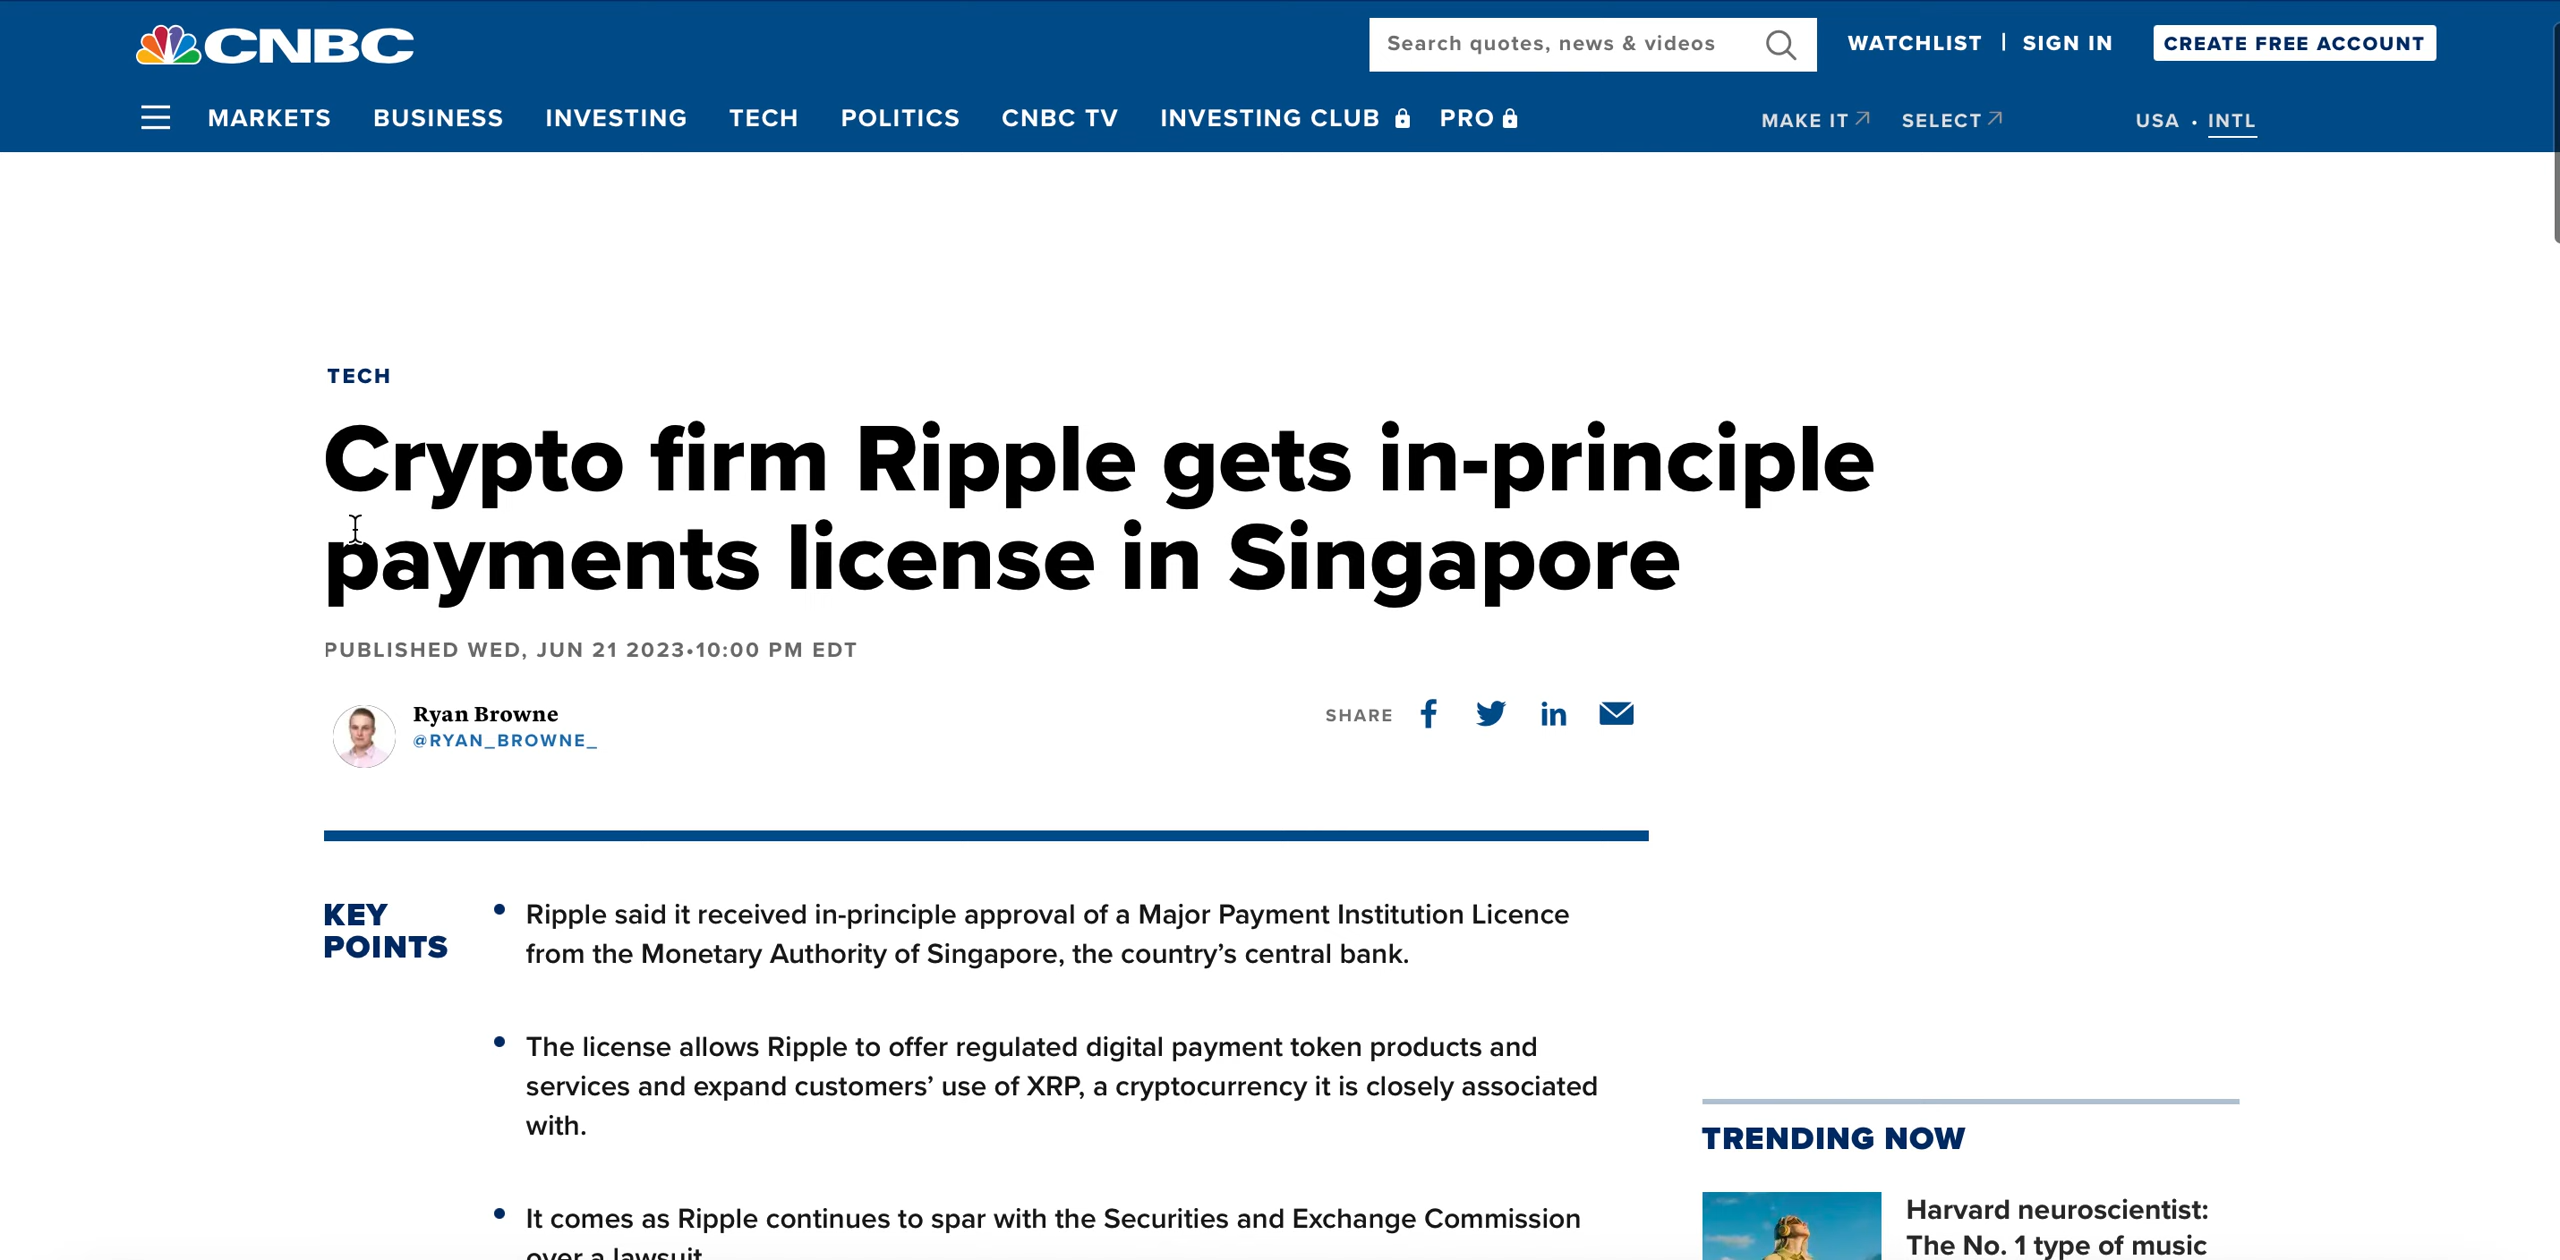 CNBC
Search quotes, news & videos
WATCHLIST | SIGN IN
CREATE FREE ACCOUNT
MARKETS BUSINESS INVESTING TECH POLITICS CNBC TV INVESTING CLUB PRO
MAKE IT SELECT USA • INTL
TECH
Crypto firm Ripple gets in-principle
payments license in Singapore
PUBLISHED WED, JUN 21 2023•10:00 PM EDT
Ryan Browne
@RYAN_BROWNE_
SHARE
KEY
POINTS
• Ripple said it received in-principle approval of a Major Payment Institution Licence
from the Monetary Authority of Singapore, the country’s central bank.
• The license allows Ripple to offer regulated digital payment token products and
services and expand customers’ use of XRP, a cryptocurrency it is closely associated
with.
• It comes as Ripple continues to spar with the Securities and Exchange Commission
over a lawsuit
TRENDING NOW
Harvard neuroscientist:
The No. 1 type of music